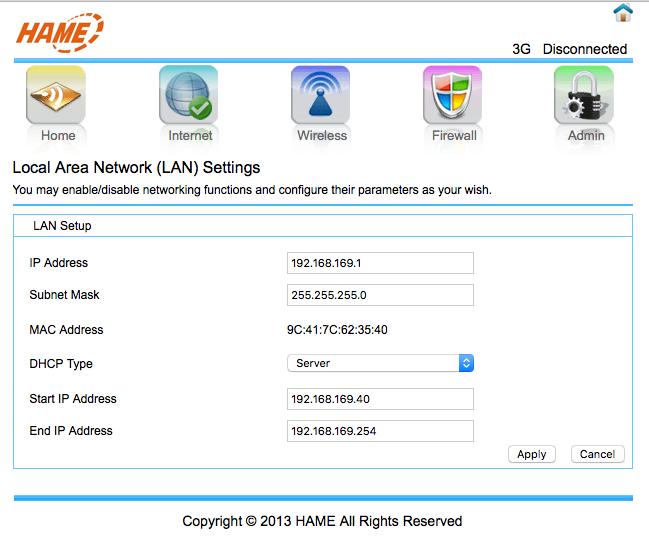 HAME
3G Disconnected
Home Internet Wireless Firewall Admin
Local Area Network (LAN) Settings
You may enable/disable networking functions and configure their parameters as your wish.
LAN Setup
IP Address 192.168.169.1
Subnet Mask 255.255.255.0
MAC Address 9C:41:7C:62:35:40
DHCP Type Server
Start IP Address 192.168.169.40
End IP Address 192.168.169.254
Apply Cancel
Copyright © 2013 HAME All Rights Reserved